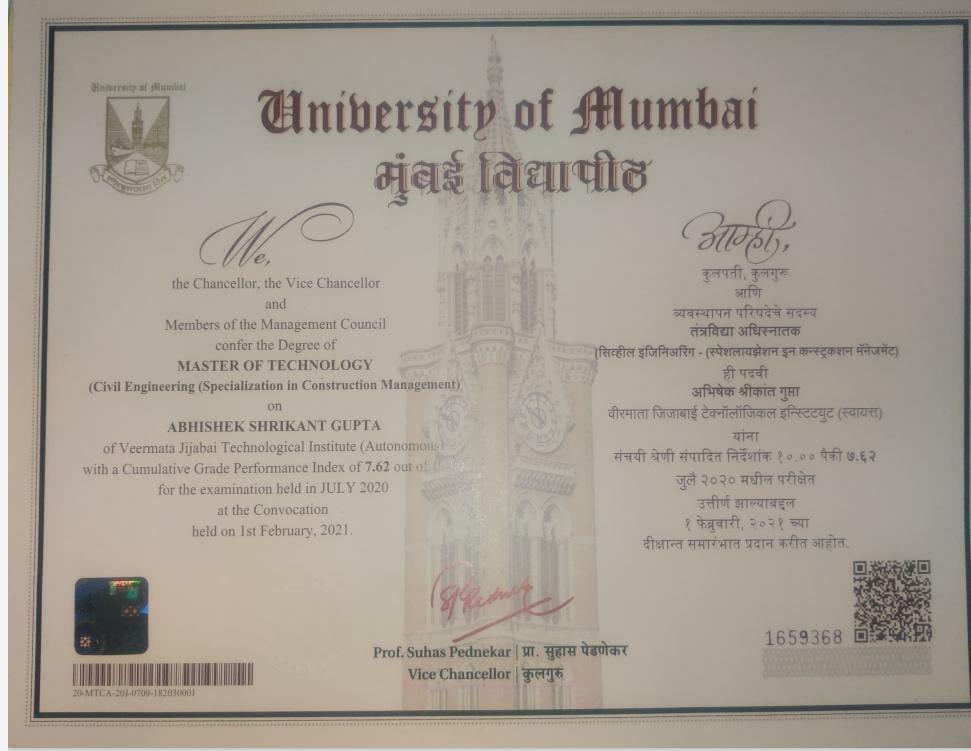 University of Mumbai
University of Mumbai
मुंबई विद्यापीठ
We,
the Chancellor, the Vice Chancellor
and
Members of the Management Council
confer the Degree of
MASTER OF TECHNOLOGY
(Civil Engineering (Specialization in Construction Management)
on
ABHISHEK SHRIKANT GUPTA
of Veermata Jijabai Technological Institute (Autonomous)
with a Cumulative Grade Performance Index of 7.62 out of
for the examination held in JULY 2020
at the Convocation
held on 1st February, 2021.
आम्ही,
कुलपती, कुलगुरू
आणि
व्यवस्थापन परिषदेचे सदस्य
तंत्रविद्या अधिस्नातक
(सिव्हील इंजिनिअरिंग - (स्पेशलायझेशन इन कन्स्ट्रक्शन मॅनेजमेंट)
ही पदवी
अभिषेक श्रीकांत गुप्ता
वीरमाता जिजाबाई टेक्नॉलॉजिकल इन्स्टिटयुट (स्वायत्त)
यांना
संचयी श्रेणी संपादित निर्देशांक १०.०० पैकी ७.६२
जुलै २०२० मधील परीक्षेत
उत्तीर्ण झाल्याबद्दल
१ फेब्रुवारी, २०२१ च्या
दीक्षान्त समारंभात प्रदान करीत आहोत.
1659368
Prof. Suhas Pednekar | प्रा. सुहास पेडणेकर
Vice Chancellor | कुलगुरु
20-MTCA-20J-0709-182030001